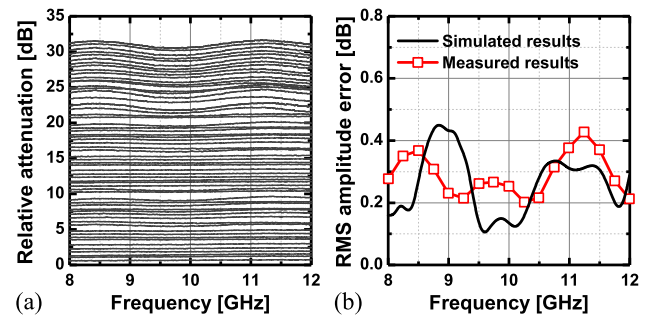 Relative attenuation [dB]
35
30
25
20
15
10
5
0
8
9
10
11
12
Frequency [GHz]
(a)
RMS amplitude error [dB]
0.8
0.6
0.4
0.2
0.0
Simulated results
Measured results
8
9
10
11
12
Frequency [GHz]
(b)